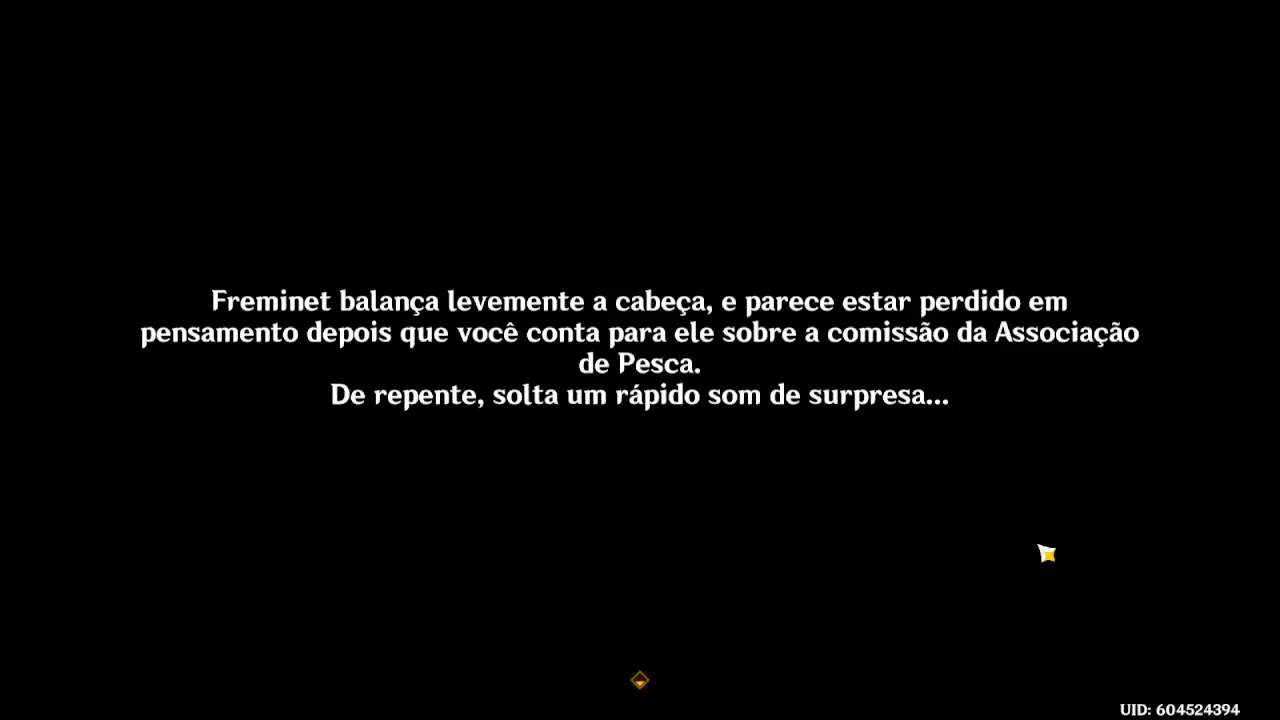 Freminet balança levemente a cabeça, e parece estar perdido em
pensamento depois que você conta para ele sobre a comissão da Associação
de Pesca.
De repente, solta um rápido som de surpresa...
UID: 604524394